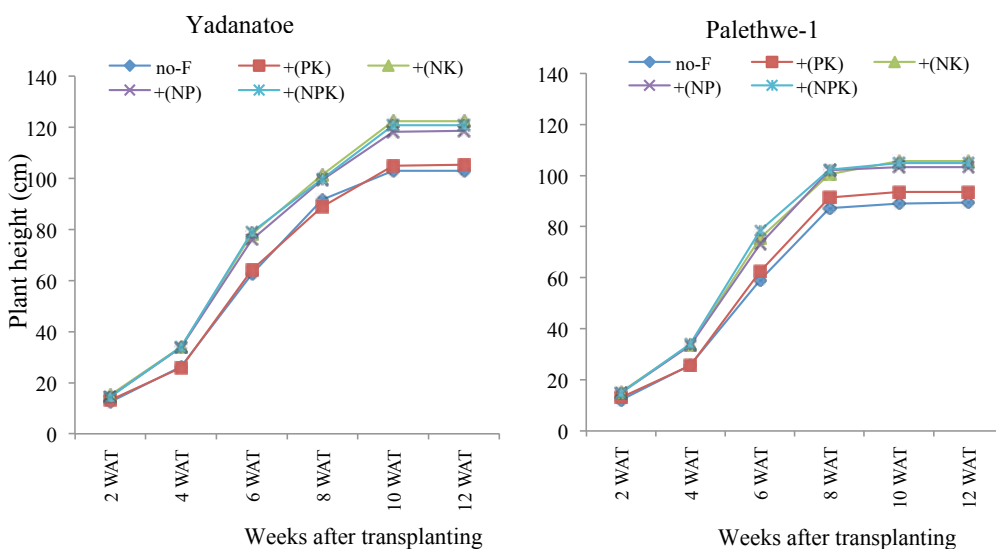 Yadanatoe
no-F +(PK) +(NK)
+(NP) +(NPK)
Plant height (cm)
140
120
100
80
60
40
20
0
2 WAT 4 WAT 6 WAT 8 WAT 10 WAT 12 WAT
Weeks after transplanting
Palethwe-1
no-F +(PK) +(NK)
+(NP) +(NPK)
140
120
100
80
60
40
20
0
2 WAT 4 WAT 6 WAT 8 WAT 10 WAT 12 WAT
Weeks after transplanting